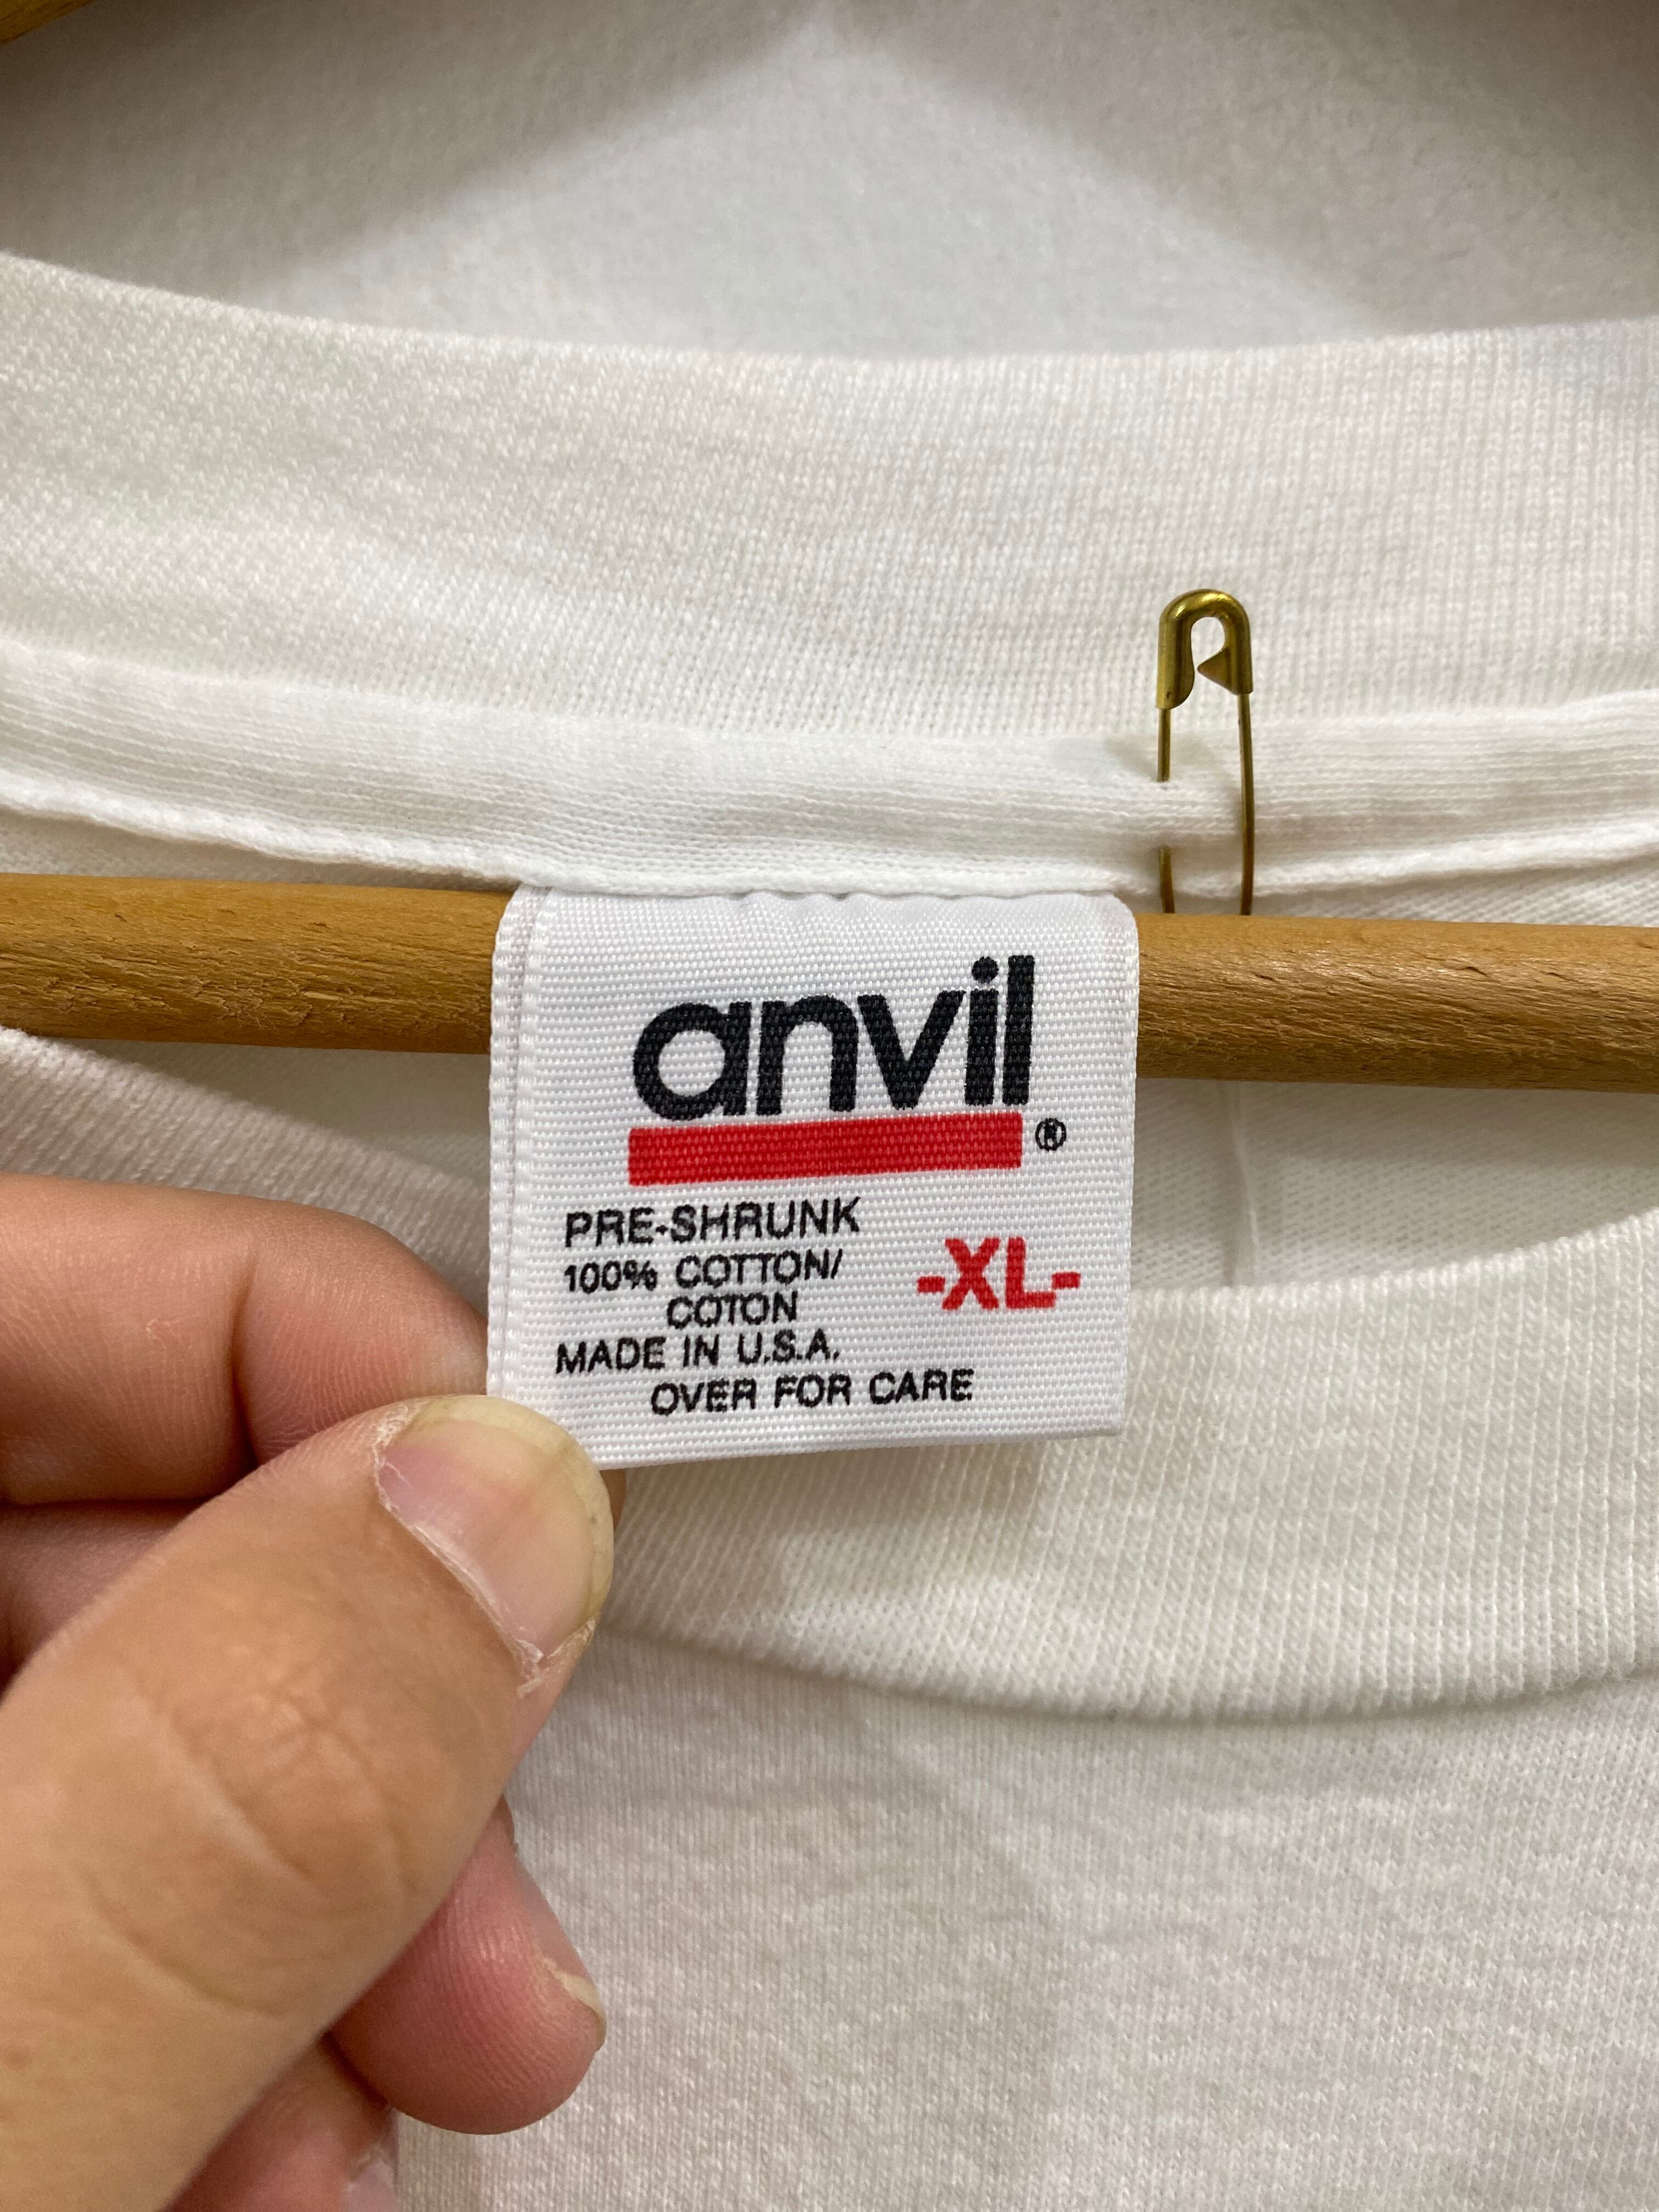 anvil®
PRE-SHRUNK
100% COTTON/
COTON
-XL-
MADE IN U.S.A.
OVER FOR CARE